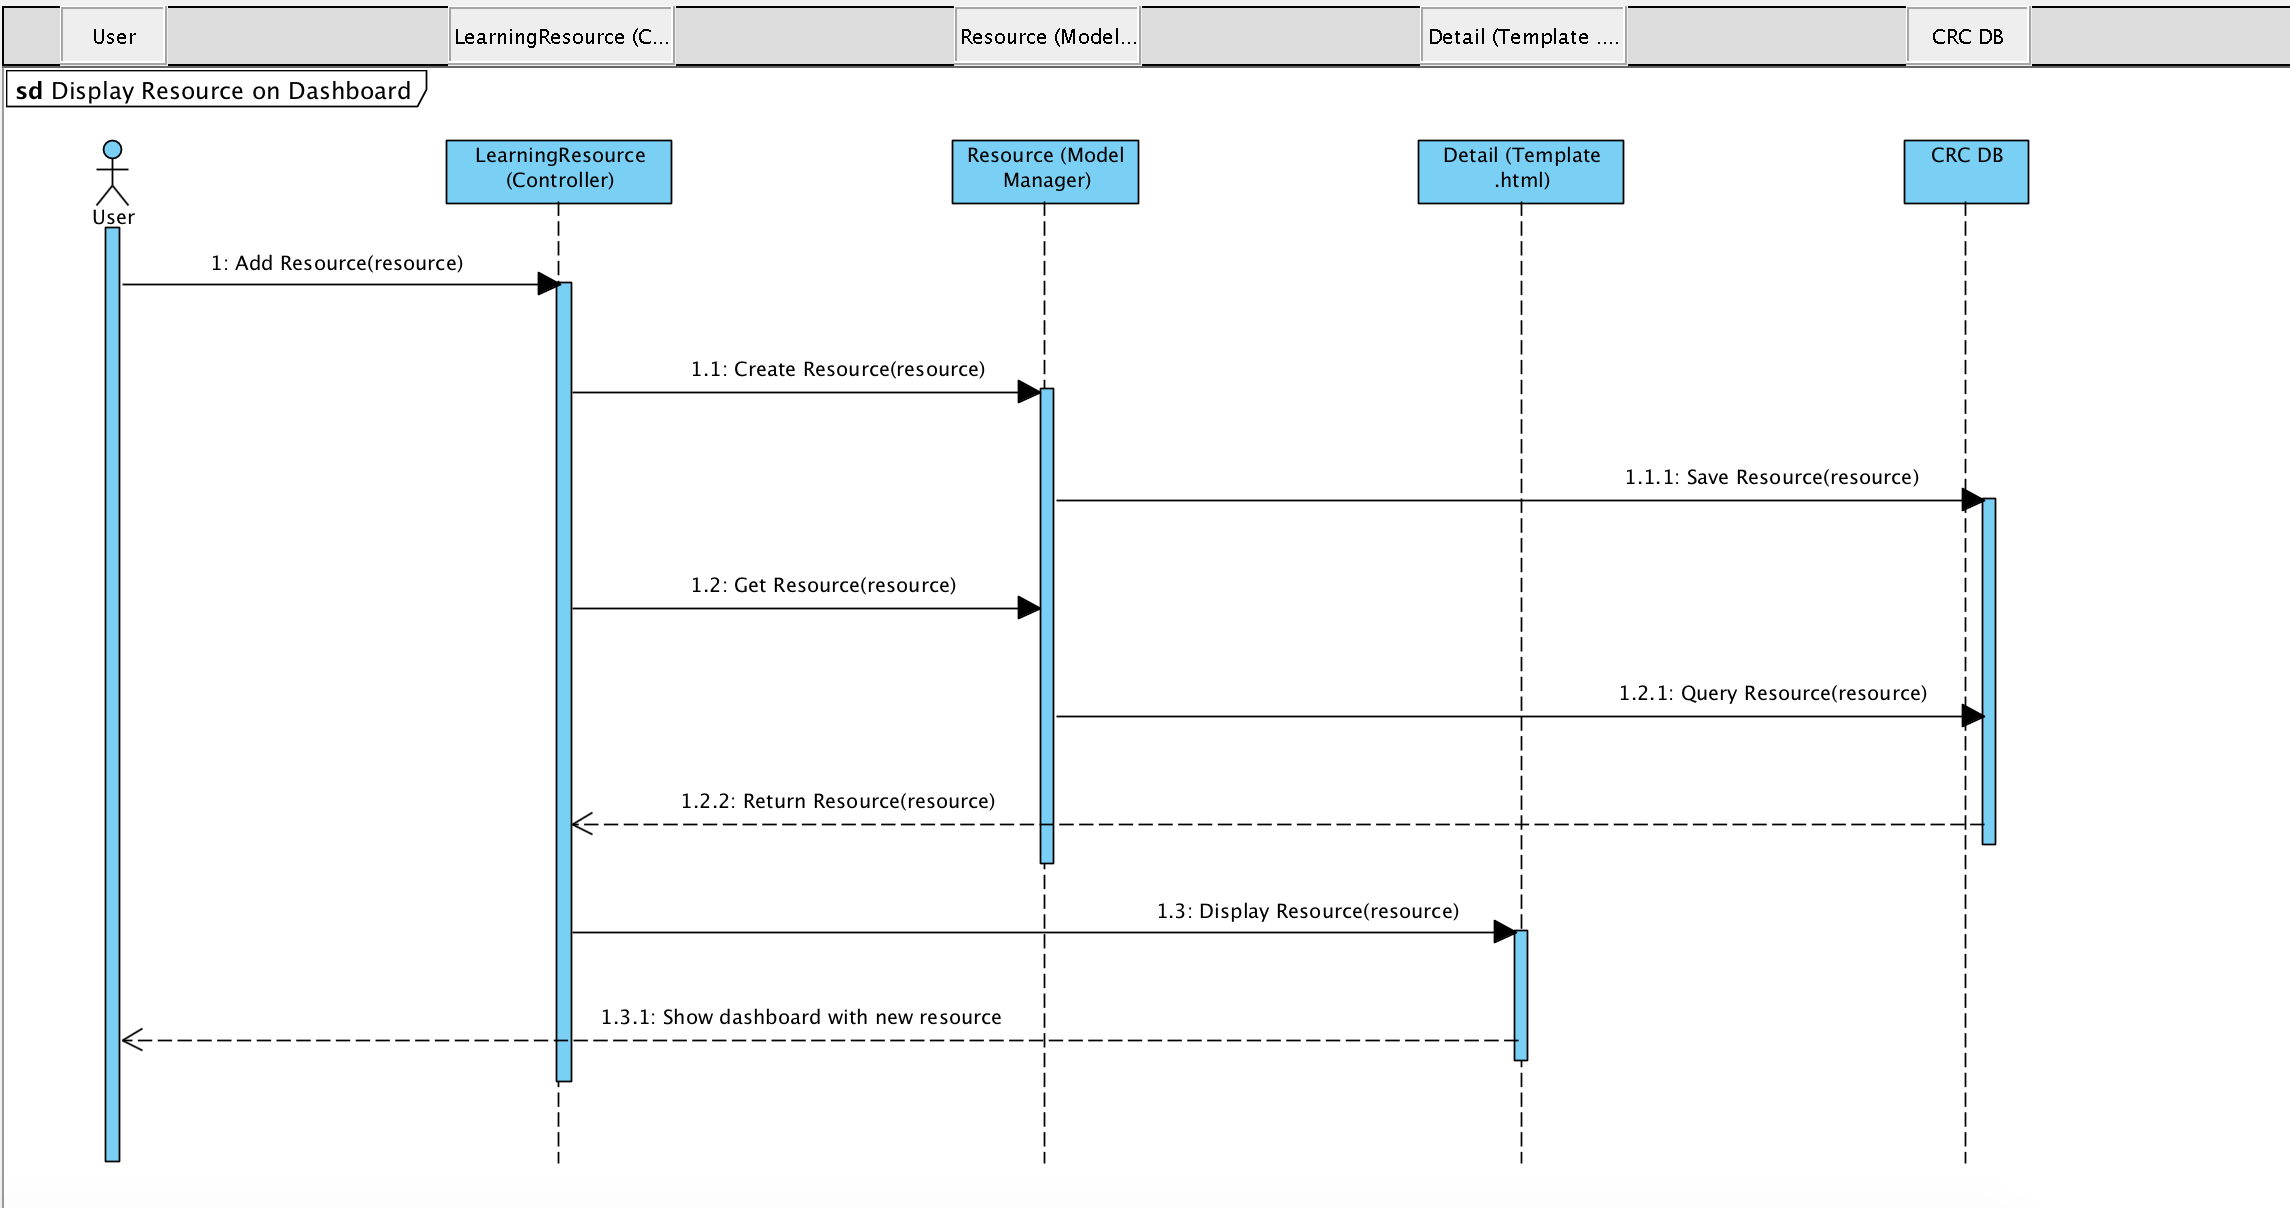 User
LearningResource (C...
Resource (Model...
Detail (Template ....
CRC DB
sd Display Resource on Dashboard
User
LearningResource
(Controller)
Resource (Model
Manager)
Detail (Template
.html)
CRC DB
1: Add Resource(resource)
1.1: Create Resource(resource)
1.1.1: Save Resource(resource)
1.2: Get Resource(resource)
1.2.1: Query Resource(resource)
1.2.2: Return Resource(resource)
1.3: Display Resource(resource)
1.3.1: Show dashboard with new resource